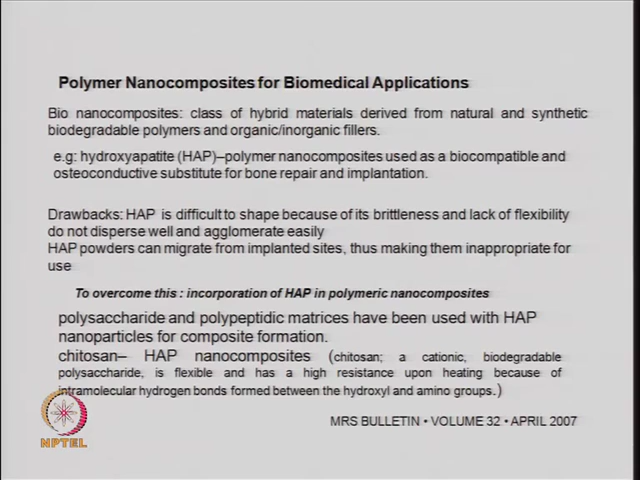 Polymer Nanocomposites for Biomedical Applications
Bio nanocomposites: class of hybrid materials derived from natural and synthetic
biodegradable polymers and organic/inorganic fillers.
e.g: hydroxyapatite (HAP)–polymer nanocomposites used as a biocompatible and
osteoconductive substitute for bone repair and implantation.
Drawbacks: HAP is difficult to shape because of its brittleness and lack of flexibility
do not disperse well and agglomerate easily
HAP powders can migrate from implanted sites, thus making them inappropriate for
use
To overcome this : incorporation of HAP in polymeric nanocomposites
polysaccharide and polypeptidic matrices have been used with HAP
nanoparticles for composite formation.
chitosan– HAP nanocomposites (chitosan; a cationic, biodegradable
polysaccharide, is flexible and has a high resistance upon heating because of
intramolecular hydrogen bonds formed between the hydroxyl and amino groups.)
MRS BULLETIN • VOLUME 32 • APRIL 2007
NPTEL